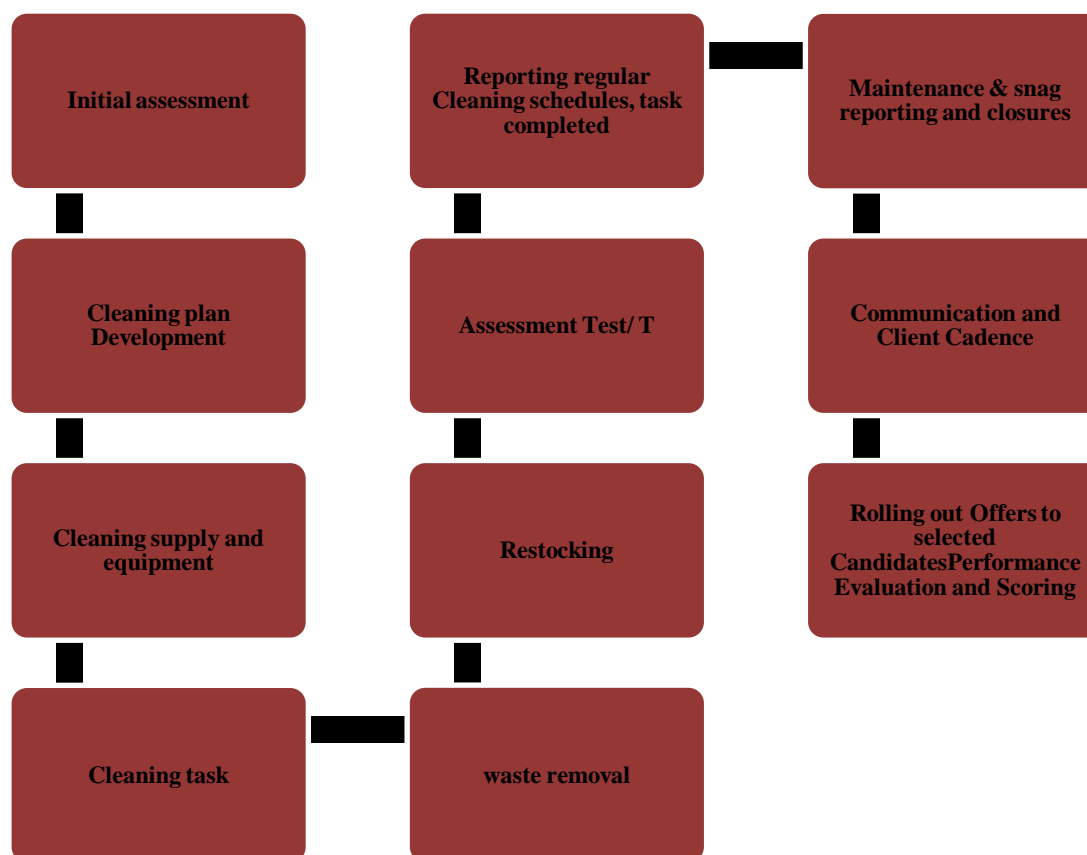 Initial assessment
Cleaning plan
Development
Cleaning supply and
equipment
Cleaning task
waste removal
Restocking
Assessment Test/ T
Reporting regular
Cleaning schedules, task
completed
Maintenance & snag
reporting and closures
Communication and
Client Cadence
Rolling out Offers to
selected
CandidatesPerformance
Evaluation and Scoring